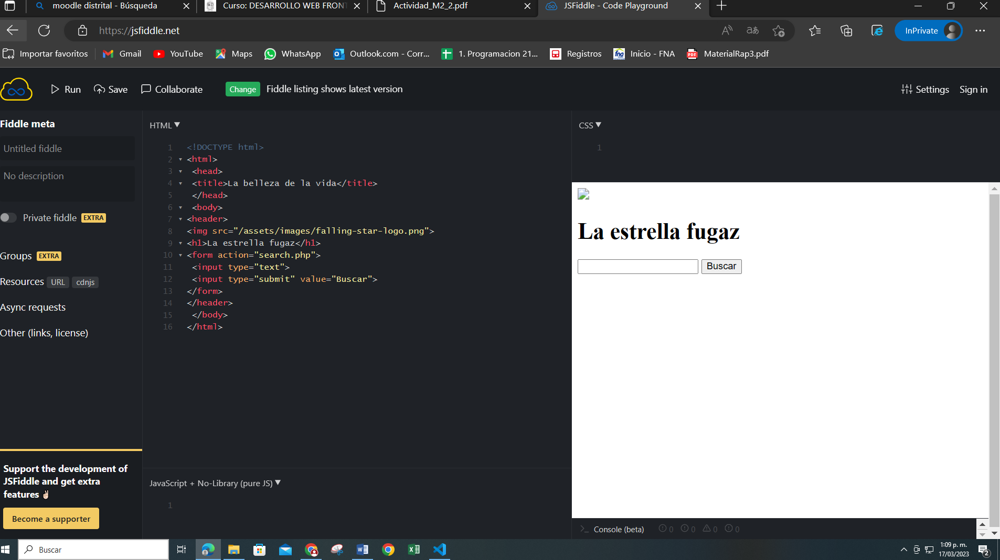 moodle distrital - Búsqueda
Curso: DESARROLLO WEB FRONT
Actividad_M2_2.pdf
JSFiddle - Code Playground
https://jsfiddle.net
InPrivate
Importar favoritos
Gmail
YouTube
Maps
WhatsApp
Outlook.com - Corr...
1. Programacion 21...
Registros
Inicio - FNA
MaterialRap3.pdf
Run
Save
Collaborate
Change
Fiddle listing shows latest version
Settings
Sign in
Fiddle meta
Untitled fiddle
No description
Private fiddle EXTRA
Groups EXTRA
Resources URL cdnjs
Async requests
Other (links, license)
Support the development of
JSFiddle and get extra
features ✌🏻
Become a supporter
HTML ▼
1 <!DOCTYPE html>
2 <html>
3 <head>
4 <title>La belleza de la vida</title>
5 </head>
6 <body>
7 <header>
8 <img src="/assets/images/falling-star-logo.png">
9 <h1>La estrella fugaz</h1>
10 <form action="search.php">
11 <input type="text">
12 <input type="submit" value="Buscar">
13 </form>
14 </header>
15 </body>
16 </html>
JavaScript + No-Library (pure JS) ▼
1
CSS ▼
1
La estrella fugaz
Buscar
>_ Console (beta) 0 0 0 0
Buscar
1:09 p. m.
17/03/2023
2